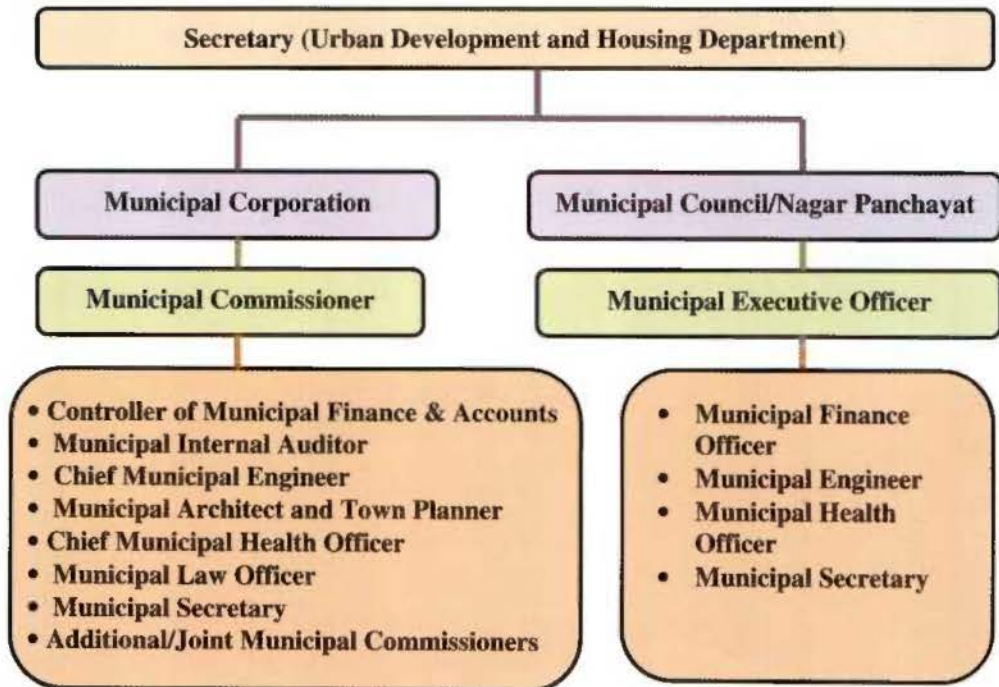 Secretary (Urban Development and Housing Department)
Municipal Corporation
Municipal Council/Nagar Panchayat
Municipal Commissioner
Municipal Executive Officer
• Controller of Municipal Finance & Accounts
• Municipal Internal Auditor
• Chief Municipal Engineer
• Municipal Architect and Town Planner
• Chief Municipal Health Officer
• Municipal Law Officer
• Municipal Secretary
• Additional/Joint Municipal Commissioners
• Municipal Finance
Officer
• Municipal Engineer
• Municipal Health
Officer
• Municipal Secretary